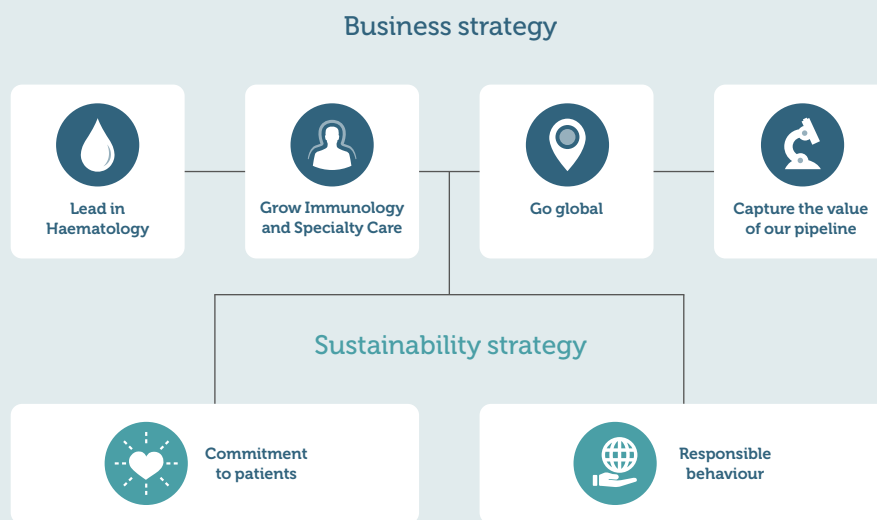 Business strategy
Lead in
Haematology
Grow Immunology
and Specialty Care
Go global
Capture the value
of our pipeline
Sustainability strategy
Commitment
to patients
Responsible
behaviour